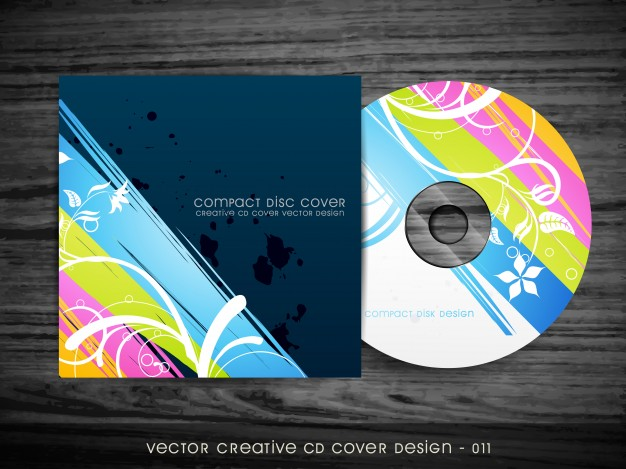 COMPACT DISC COVER
CREATIVE CD COVER VECTOR DESIGN
COMPACT DISK DESIGN
VECTOR CREATIVE CD COVER DESIGN - 011